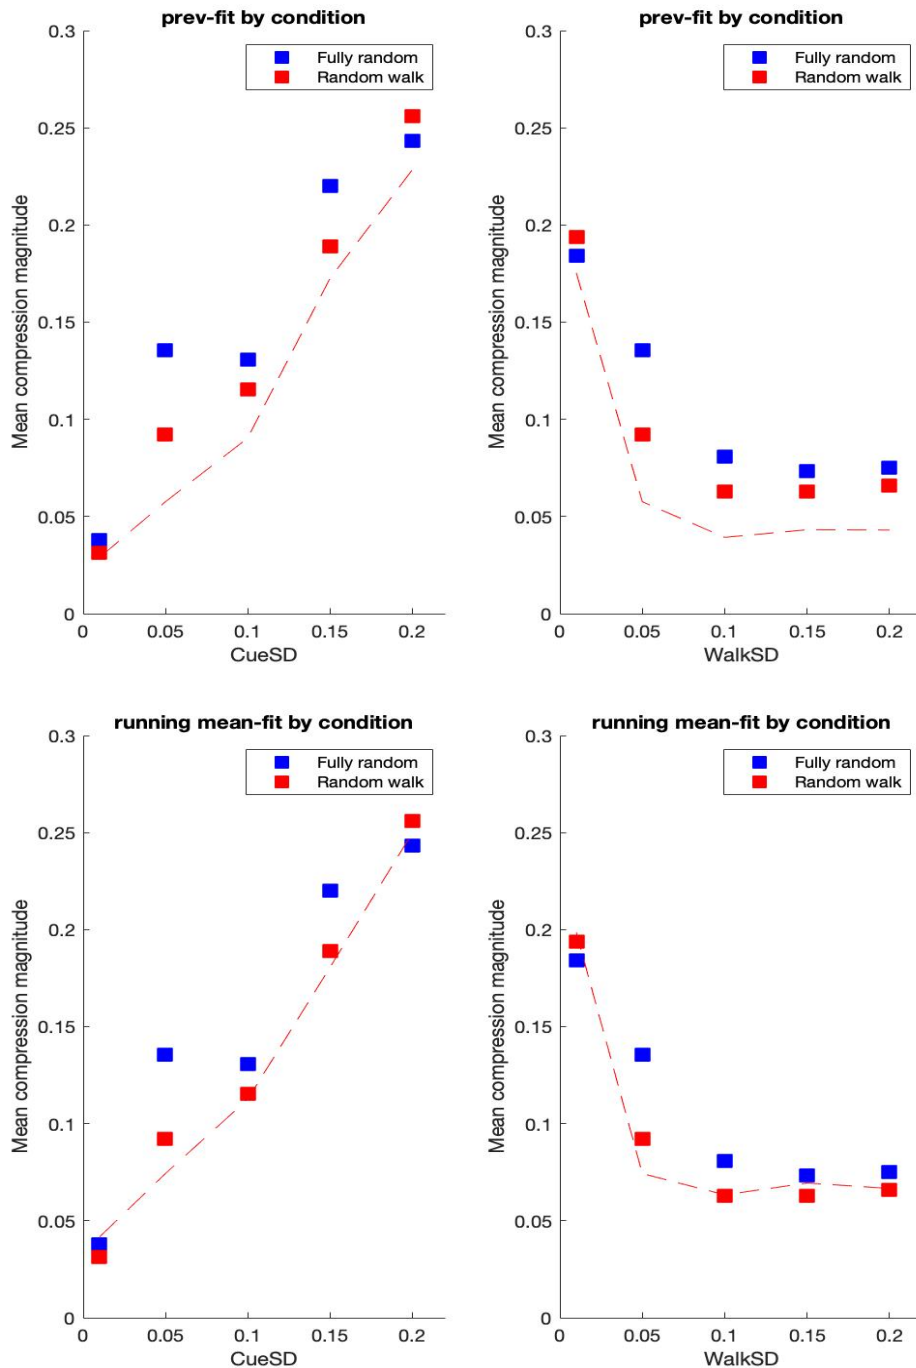 prev-fit by condition
0.3
0.25
0.2
0.15
0.1
0.05
0
Mean compression magnitude
Fully random
Random walk
0 0.05 0.1 0.15 0.2
CueSD
prev-fit by condition
0.3
0.25
0.2
0.15
0.1
0.05
0
Mean compression magnitude
Fully random
Random walk
0 0.05 0.1 0.15 0.2
WalkSD
running mean-fit by condition
0.3
0.25
0.2
0.15
0.1
0.05
0
Mean compression magnitude
Fully random
Random walk
0 0.05 0.1 0.15 0.2
CueSD
running mean-fit by condition
0.3
0.25
0.2
0.15
0.1
0.05
0
Mean compression magnitude
Fully random
Random walk
0 0.05 0.1 0.15 0.2
WalkSD